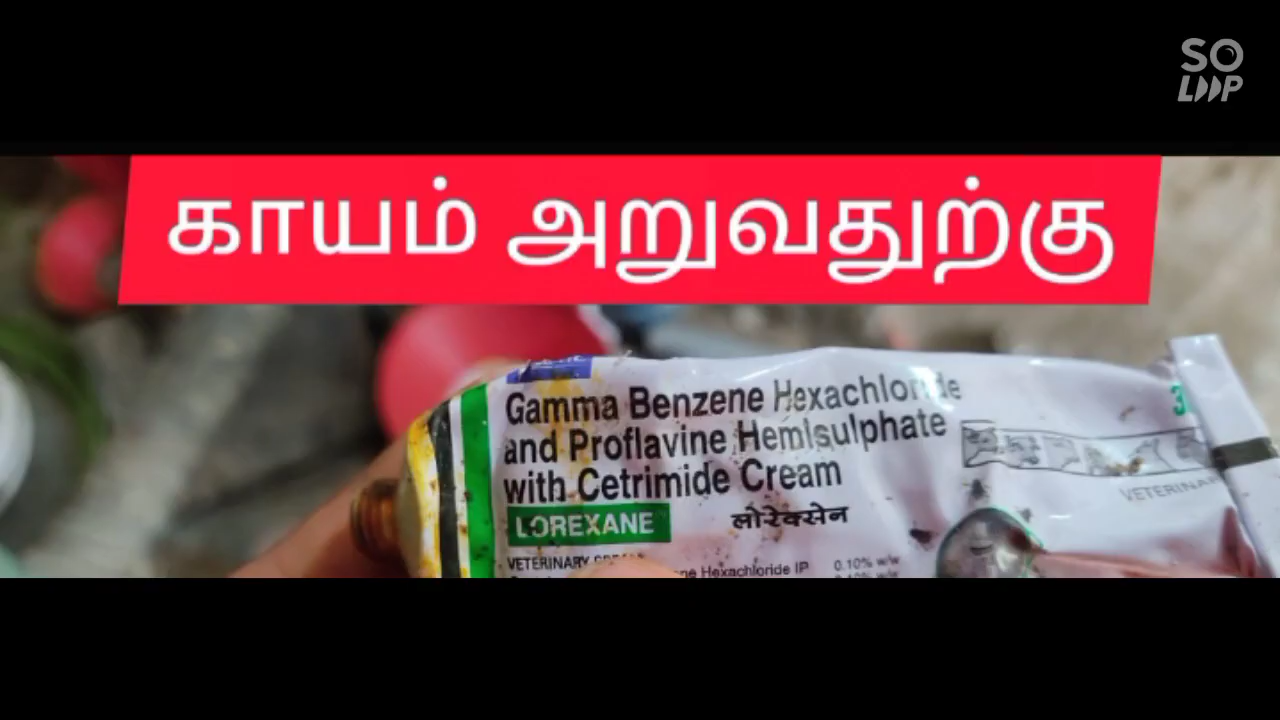 SO
LOOP
காயம் அறுவதுற்கு
Gamma Benzene Hexachloride
and Proflavine Hemisulphate
with Cetrimide Cream
LOREXANE लोरेक्सेन
VETERINARY
Hexachloride IP 0.10% w/w